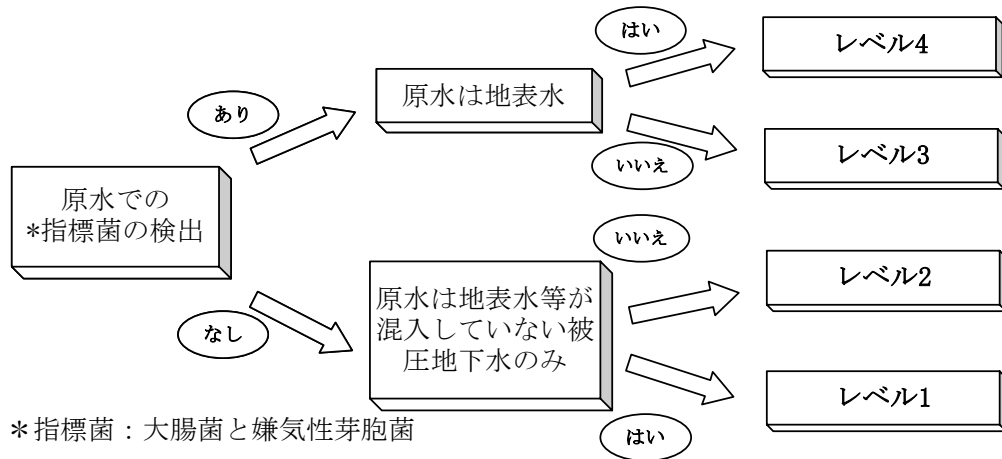 原水での
*指標菌の検出
あり
原水は地表水
はい
レベル4
いいえ
レベル3
なし
原水は地表水等が
混入していない被
圧地下水のみ
いいえ
レベル2
はい
レベル1
*指標菌：大腸菌と嫌気性芽胞菌